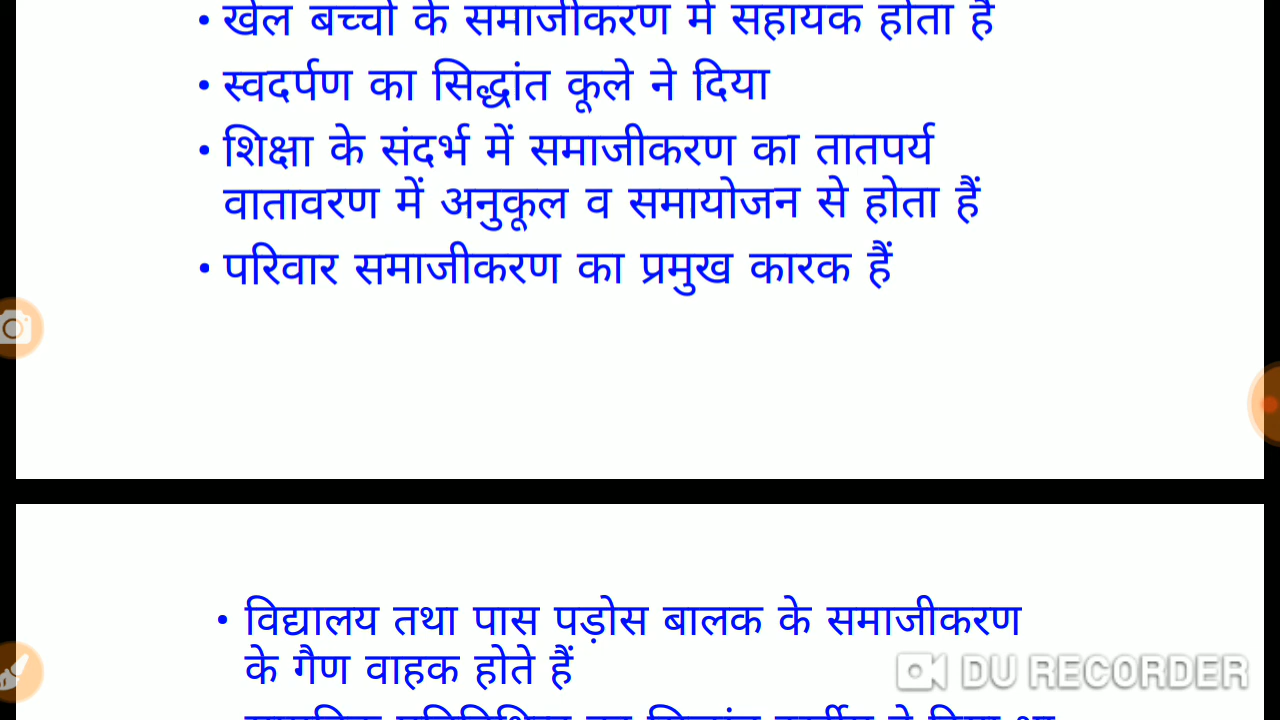 • खेल बच्चो के समाजीकरण में सहायक होता हैं
• स्वदर्पण का सिद्धांत कूले ने दिया
• शिक्षा के संदर्भ में समाजीकरण का तातपर्य
वातावरण में अनुकूल व समायोजन से होता हैं
• परिवार समाजीकरण का प्रमुख कारक हैं
• विद्यालय तथा पास पड़ोस बालक के समाजीकरण
के गैण वाहक होते हैं
DU RECORDER